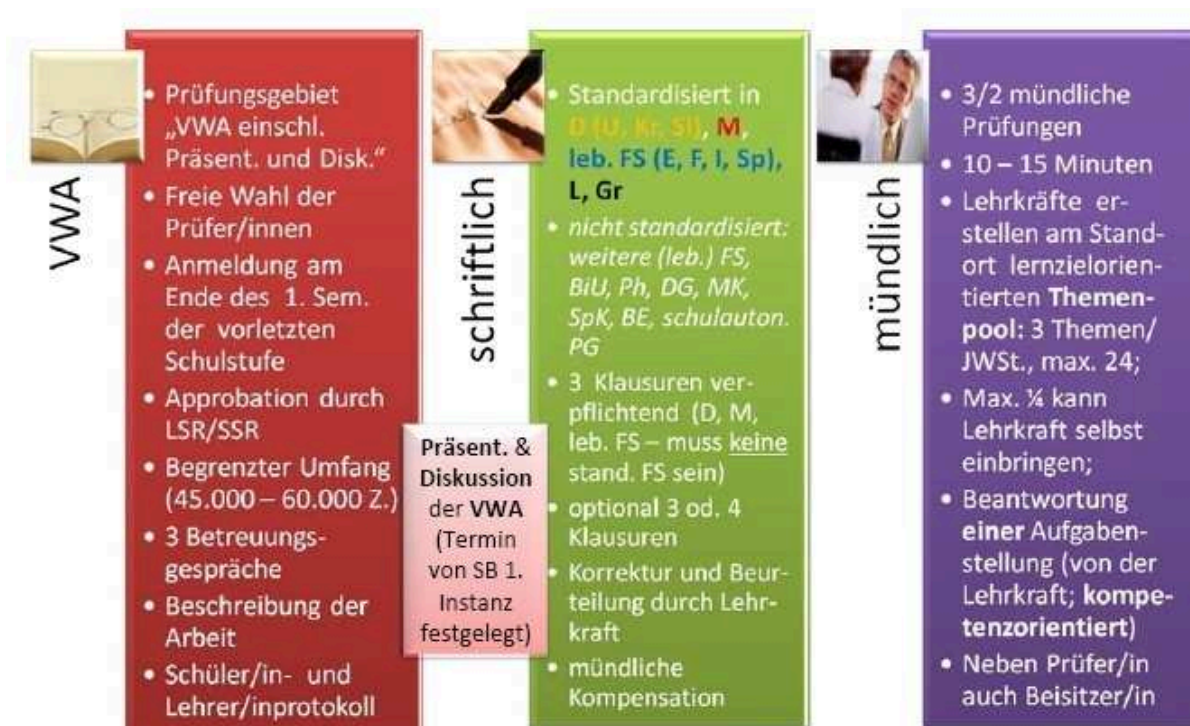 VWA
• Prüfungsgebiet
„VWA einschl.
Präsent. und Disk.“
• Freie Wahl der
Prüfer/innen
• Anmeldung am
Ende des 1. Sem.
der vorletzten
Schulstufe
• Approbation durch
LSR/SSR
• Begrenzter Umfang
(45.000 – 60.000 Z.)
• 3 Betreuungs-
gespräche
• Beschreibung der
Arbeit
• Schüler/in- und
Lehrer/inprotokoll
Präsent. &
Diskussion
der VWA
(Termin
von SB 1.
Instanz
festgelegt)
schriftlich
• Standardisiert in
D (U, Kr, Sl), M,
leb. FS (E, F, I, Sp),
L, Gr
• nicht standardisiert:
weitere (leb.) FS,
BiU, Ph, DG, MK,
SpK, BE, schulauton.
PG
• 3 Klausuren ver-
pflichtend (D, M,
leb. FS – muss keine
stand. FS sein)
• optional 3 od. 4
Klausuren
• Korrektur und Beur-
teilung durch Lehr-
kraft
• mündliche
Kompensation
mündlich
• 3/2 mündliche
Prüfungen
• 10 – 15 Minuten
• Lehrkräfte er-
stellen am Stand-
ort lernzielorien-
tierten Themen-
pool: 3 Themen/
JWSt., max. 24;
• Max. ¼ kann
Lehrkraft selbst
einbringen;
• Beantwortung
einer Aufgaben-
stellung (von der
Lehrkraft; kompe-
tenzorientiert)
• Neben Prüfer/in
auch Beisitzer/in